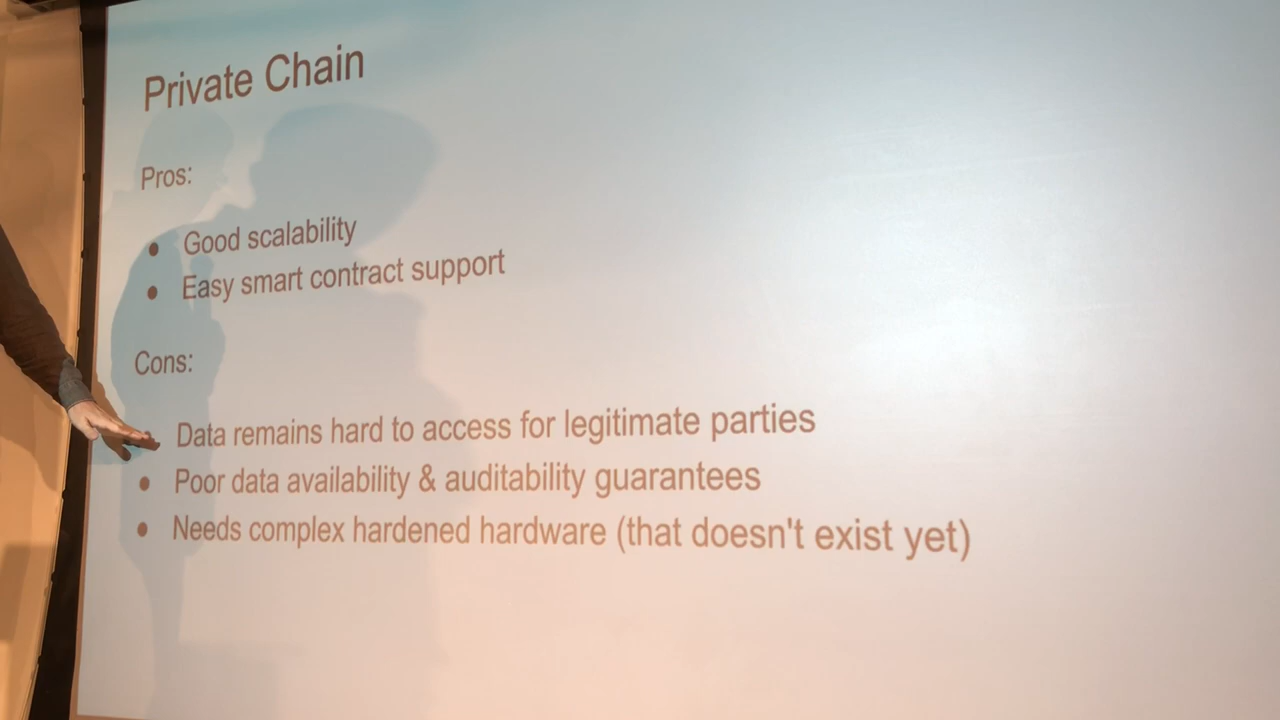 Private Chain
Pros:
● Good scalability
● Easy smart contract support
Cons:
Data remains hard to access for legitimate parties
● Poor data availability & auditability guarantees
● Needs complex hardened hardware (that doesn't exist yet)